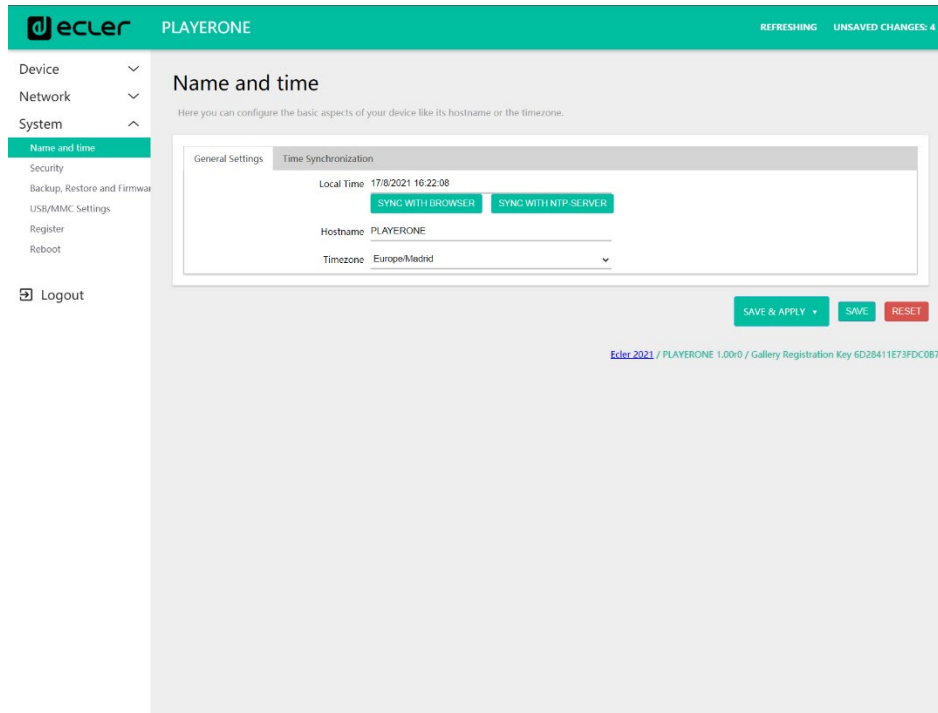 ecler PLAYERONE REFRESHING UNSAVED CHANGES: 4
Device
Network
System
Name and time
Security
Backup, Restore and Firmwar
USB/MMC Settings
Register
Reboot
Logout
Name and time
Here you can configure the basic aspects of your device like its hostname or the timezone.
General Settings Time Synchronization
Local Time 17/8/2021 16:22:08
SYNC WITH BROWSER SYNC WITH NTP-SERVER
Hostname PLAYERONE
Timezone Europe/Madrid
SAVE & APPLY SAVE RESET
Ecler 2021 / PLAYERONE 1.00r0 / Gallery Registration Key 6D28411E73FDC0B7